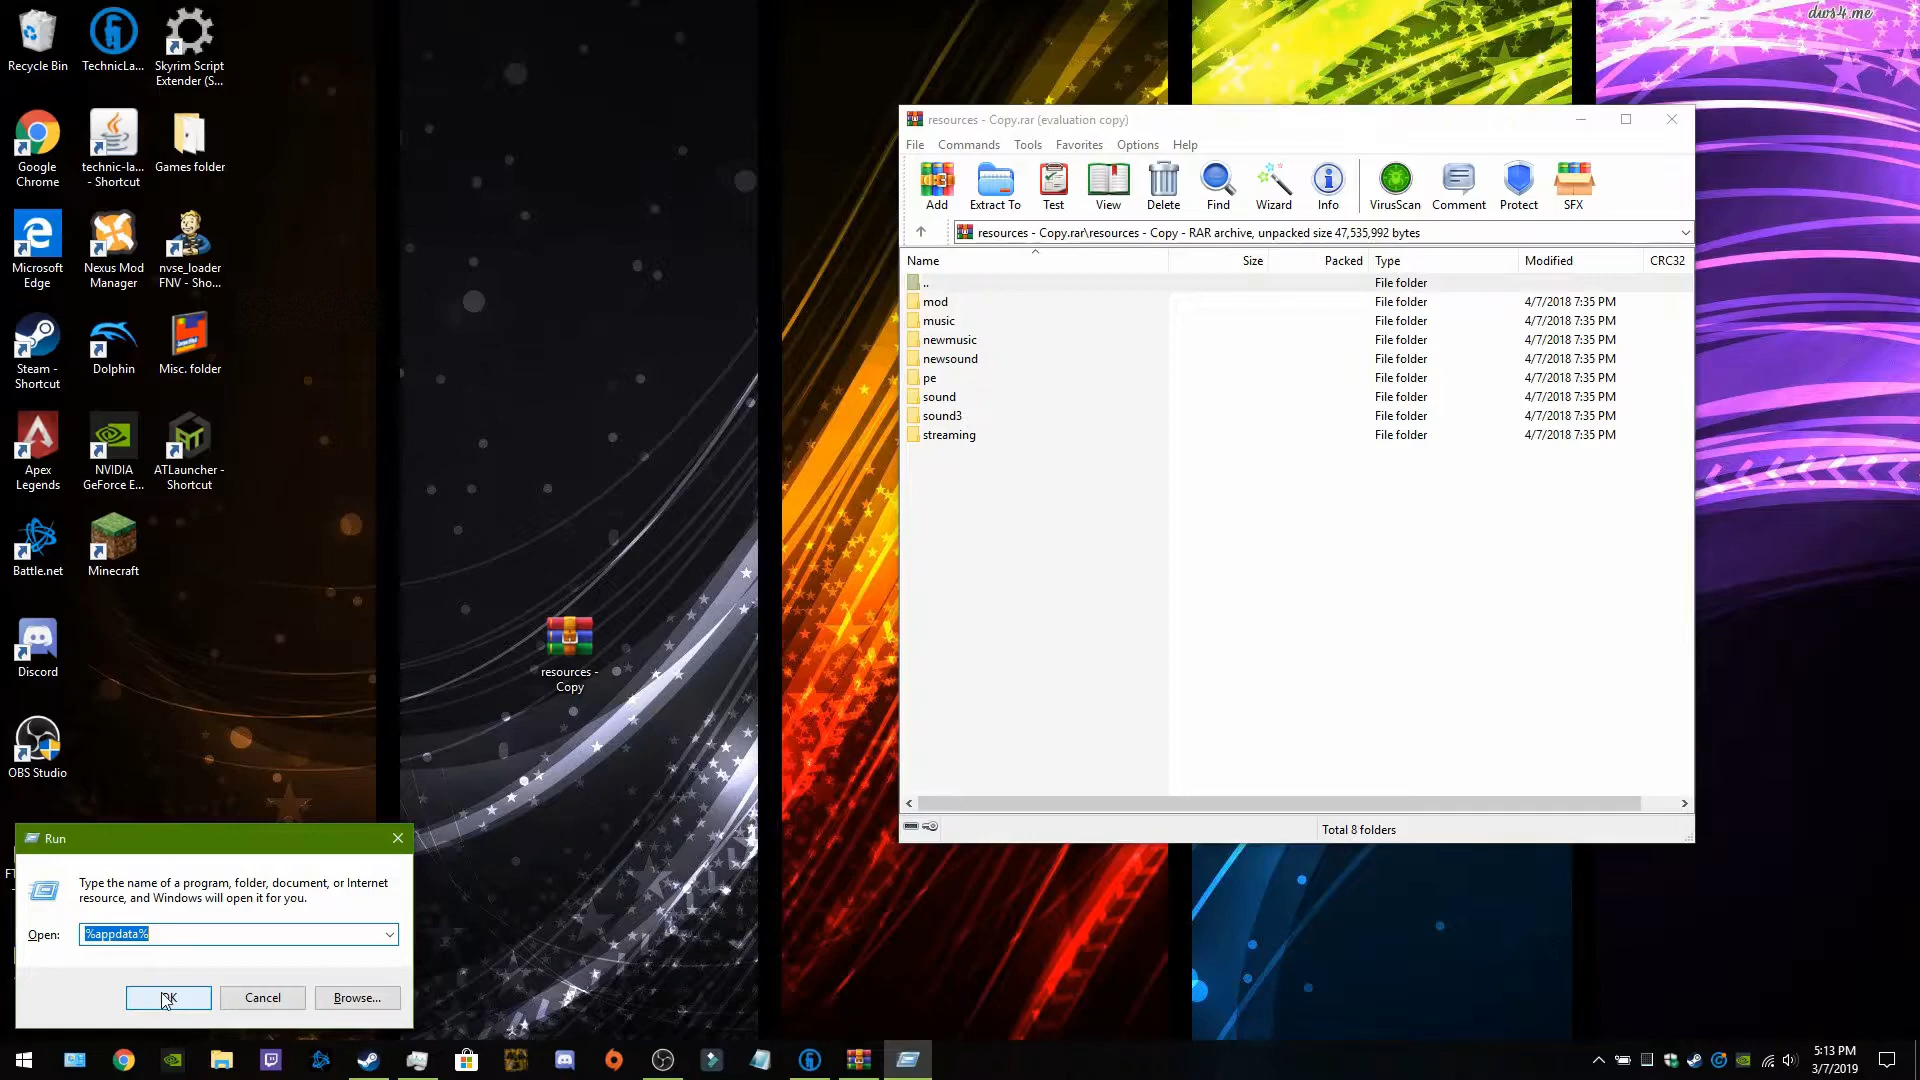 dws4.me
Recycle Bin
TechnicLa...
Skyrim Script
Extender (S...
Google
Chrome
technic-la...
- Shortcut
Games folder
Microsoft
Edge
Nexus Mod
Manager
nvse_loader
FNV - Sho...
Steam -
Shortcut
Dolphin
Misc. folder
Apex
Legends
NVIDIA
GeForce E...
ATLauncher -
Shortcut
Battle.net
Minecraft
Discord
OBS Studio
resources -
Copy
resources - Copy.rar (evaluation copy)
File Commands Tools Favorites Options Help
Add Extract To Test View Delete Find Wizard Info VirusScan Comment Protect SFX
resources - Copy.rar\resources - Copy - RAR archive, unpacked size 47,535,992 bytes
Name Size Packed Type Modified CRC32
.. File folder
mod File folder 4/7/2018 7:35 PM
music File folder 4/7/2018 7:35 PM
newmusic File folder 4/7/2018 7:35 PM
newsound File folder 4/7/2018 7:35 PM
pe File folder 4/7/2018 7:35 PM
sound File folder 4/7/2018 7:35 PM
sound3 File folder 4/7/2018 7:35 PM
streaming File folder 4/7/2018 7:35 PM
Total 8 folders
Run
Type the name of a program, folder, document, or Internet
resource, and Windows will open it for you.
Open: %appdata%
OK Cancel Browse...
5:13 PM
3/7/2019